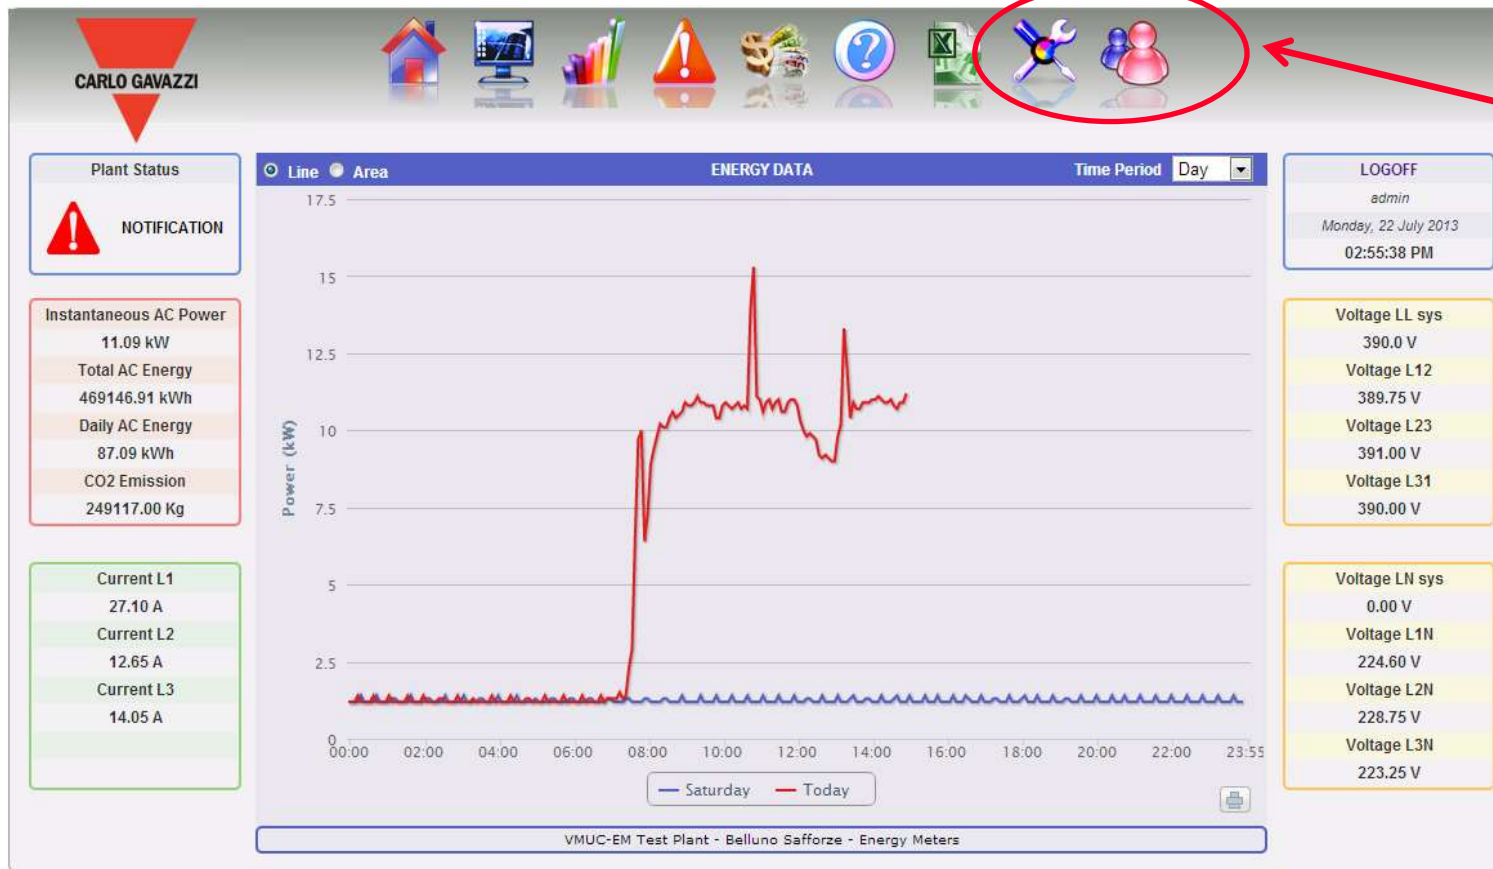 CARLO GAVAZZI
Plant Status
NOTIFICATION
Instantaneous AC Power
11.09 kW
Total AC Energy
469146.91 kWh
Daily AC Energy
87.09 kWh
CO2 Emission
249117.00 Kg
Current L1
27.10 A
Current L2
12.65 A
Current L3
14.05 A
Line Area ENERGY DATA Time Period Day
17.5
15
12.5
10
7.5
5
2.5
0
Power (kW)
00:00 02:00 04:00 06:00 08:00 10:00 12:00 14:00 16:00 18:00 20:00 22:00 23:55
Saturday Today
VMUC-EM Test Plant - Belluno Safforze - Energy Meters
LOGOFF
admin
Monday, 22 July 2013
02:55:38 PM
Voltage LL sys
390.0 V
Voltage L12
389.75 V
Voltage L23
391.00 V
Voltage L31
390.00 V
Voltage LN sys
0.00 V
Voltage L1N
224.60 V
Voltage L2N
228.75 V
Voltage L3N
223.25 V